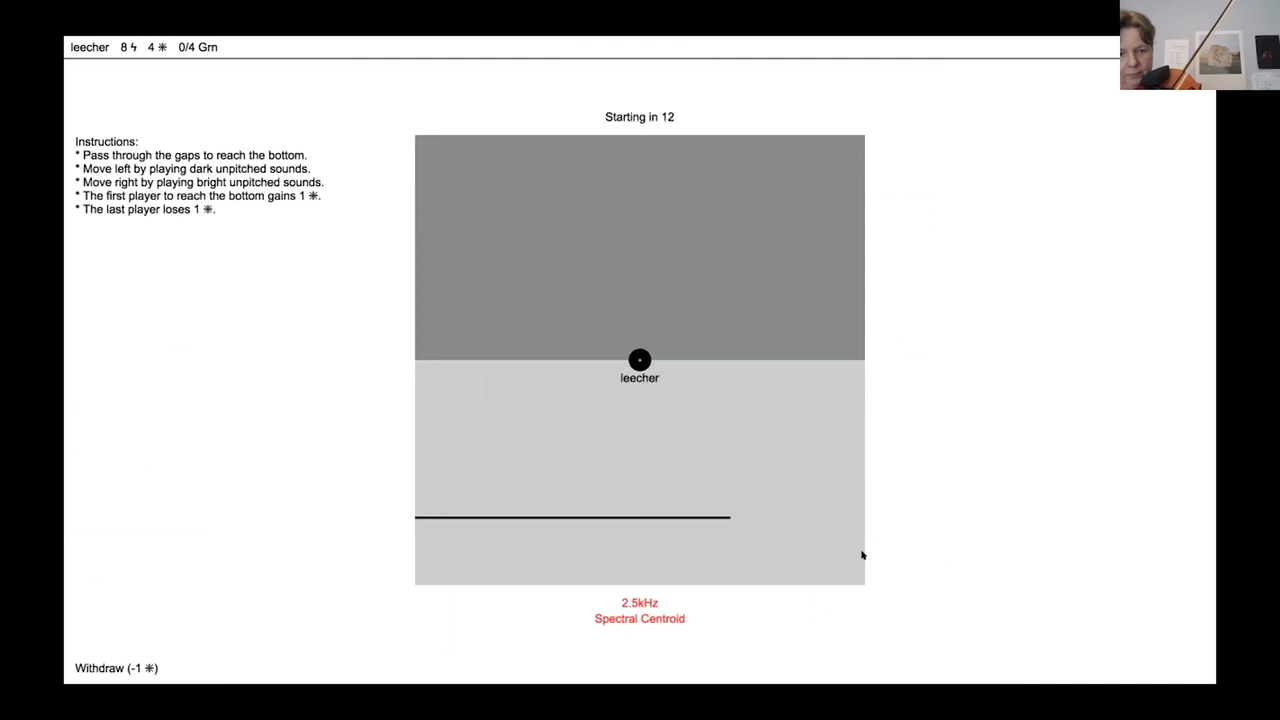 leecher 8 ϟ 4 ✳ 0/4 Grn
Starting in 12
Instructions:
* Pass through the gaps to reach the bottom.
* Move left by playing dark unpitched sounds.
* Move right by playing bright unpitched sounds.
* The first player to reach the bottom gains 1 ✳.
* The last player loses 1 ✳.
leecher
2.5kHz
Spectral Centroid
Withdraw (-1 ✳)